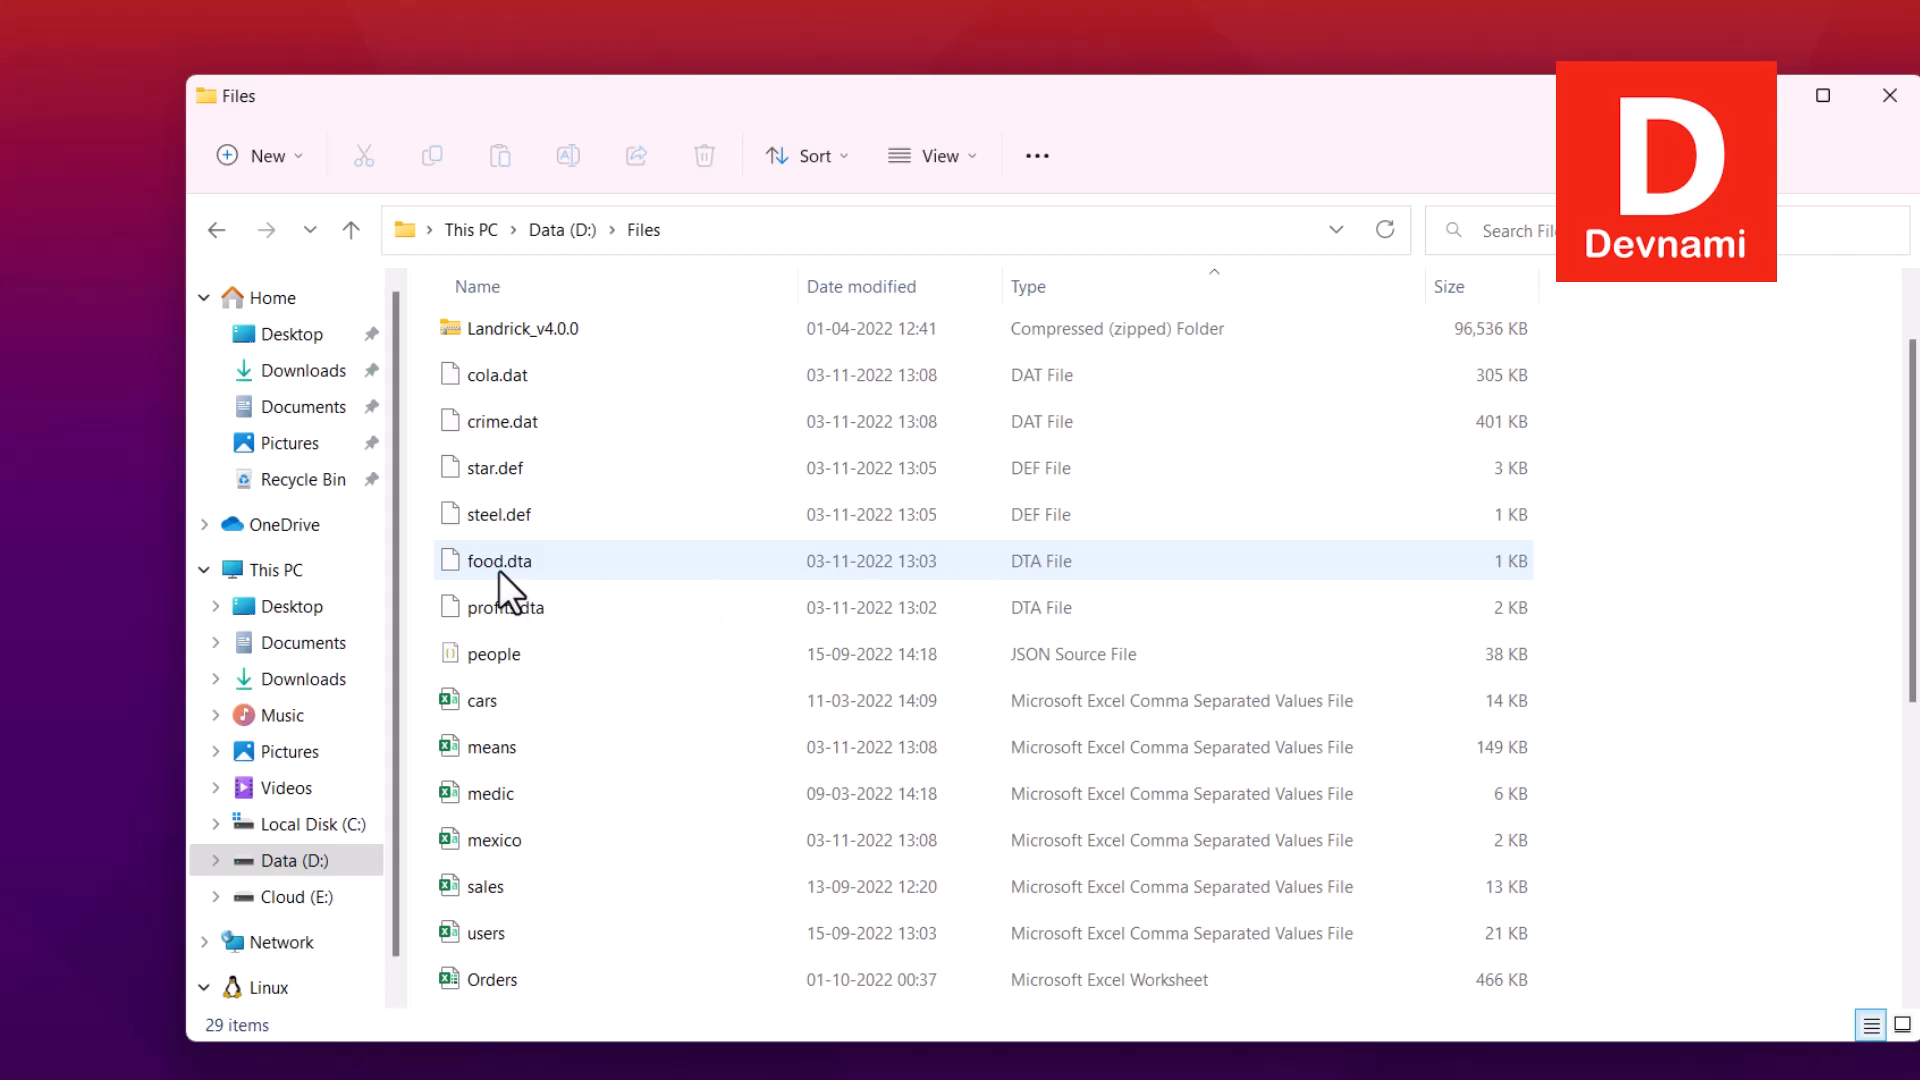 Files
New
Sort
View
This PC
Data (D:)
Files
Search
D
Devnami
Name Date modified Type Size
Home
Desktop
Downloads
Documents
Pictures
Recycle Bin
OneDrive
This PC
Desktop
Documents
Downloads
Music
Pictures
Videos
Local Disk (C:)
Data (D:)
Cloud (E:)
Network
Linux
Landrick_v4.0.0 01-04-2022 12:41 Compressed (zipped) Folder 96,536 KB
cola.dat 03-11-2022 13:08 DAT File 305 KB
crime.dat 03-11-2022 13:08 DAT File 401 KB
star.def 03-11-2022 13:05 DEF File 3 KB
steel.def 03-11-2022 13:05 DEF File 1 KB
food.dta 03-11-2022 13:03 DTA File 1 KB
03-11-2022 13:02 DTA File 2 KB
people 15-09-2022 14:18 JSON Source File 38 KB
cars 11-03-2022 14:09 Microsoft Excel Comma Separated Values File 14 KB
means 03-11-2022 13:08 Microsoft Excel Comma Separated Values File 149 KB
medic 09-03-2022 14:18 Microsoft Excel Comma Separated Values File 6 KB
mexico 03-11-2022 13:08 Microsoft Excel Comma Separated Values File 2 KB
sales 13-09-2022 12:20 Microsoft Excel Comma Separated Values File 13 KB
users 15-09-2022 13:03 Microsoft Excel Comma Separated Values File 21 KB
Orders 01-10-2022 00:37 Microsoft Excel Worksheet 466 KB
29 items